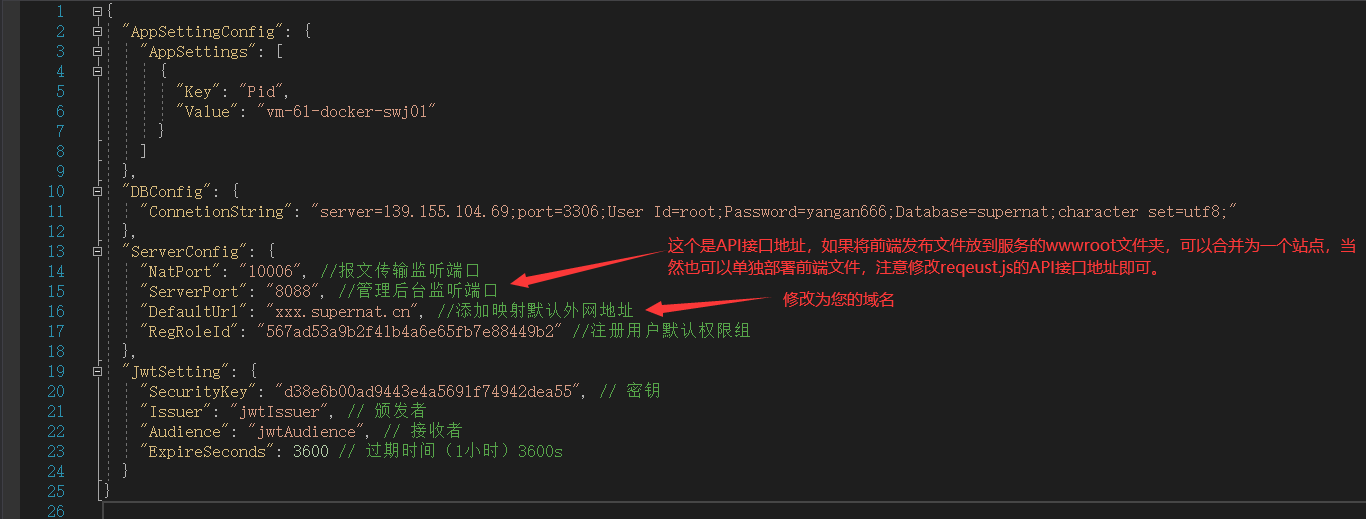 1 {
2 "AppSettingConfig": {
3 "AppSettings": [
4 {
5 "Key": "Pid",
6 "Value": "vm-61-docker-swj01"
7 }
8 ]
9 },
10 "DBConfig": {
11 "ConnetionString": "server=139.155.104.69;port=3306;User Id=root;Password=yangan666;Database=supernat;character set=utf8;"
12 },
13 "ServerConfig": {
这个是API接口地址，如果将前端发布文件放到服务的wwwroot文件夹，可以合并为一个站点，当
然也可以单独部署前端文件，注意修改reqeust.js的API接口地址即可。
14 "NatPort": "10006", //报文传输监听端口
15 "ServerPort": "8088", //管理后台监听端口
修改为您的域名
16 "DefaultUrl": "xxx.supernat.cn", //添加映射默认外网地址
17 "RegRoleId": "567ad53a9b2f41b4a6e65fb7e88449b2" //注册用户默认权限组
18 },
19 "JwtSetting": {
20 "SecurityKey": "d38e6b00ad9443e4a5691f74942dea55", // 密钥
21 "Issuer": "jwtIssuer", // 颁发者
22 "Audience": "jwtAudience", // 接收者
23 "ExpireSeconds": 3600 // 过期时间（1小时）3600s
24 }
25 }
26